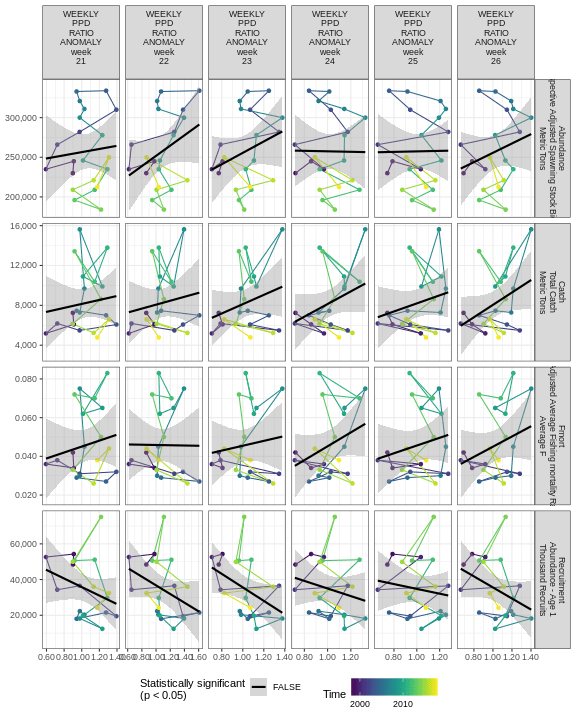 WEEKLY
PPD
RATIO
ANOMALY
week
21
WEEKLY
PPD
RATIO
ANOMALY
week
22
WEEKLY
PPD
RATIO
ANOMALY
week
23
WEEKLY
PPD
RATIO
ANOMALY
week
24
WEEKLY
PPD
RATIO
ANOMALY
week
25
WEEKLY
PPD
RATIO
ANOMALY
week
26
300,000
250,000
200,000
Abundance
Adjusted Spawning Stock
Metric Tons
16,000
12,000
8,000
4,000
Catch
Total Catch
Metric Tons
0.080
0.060
0.040
0.020
Fmort
Adjusted Average Fishing mortality
Average F
60,000
40,000
20,000
Recruitment
Abundance - Age 1
Thousand Recruits
0.60 0.80 1.00 1.20 1.40
0.60 0.80 1.00 1.20 1.40 1.60
0.80 1.00 1.20 1.40
0.80 1.00 1.20
0.80 1.00 1.20
0.80 1.00 1.20 1.40
Statistically significant
(p < 0.05)
FALSE
Time
2000 2010